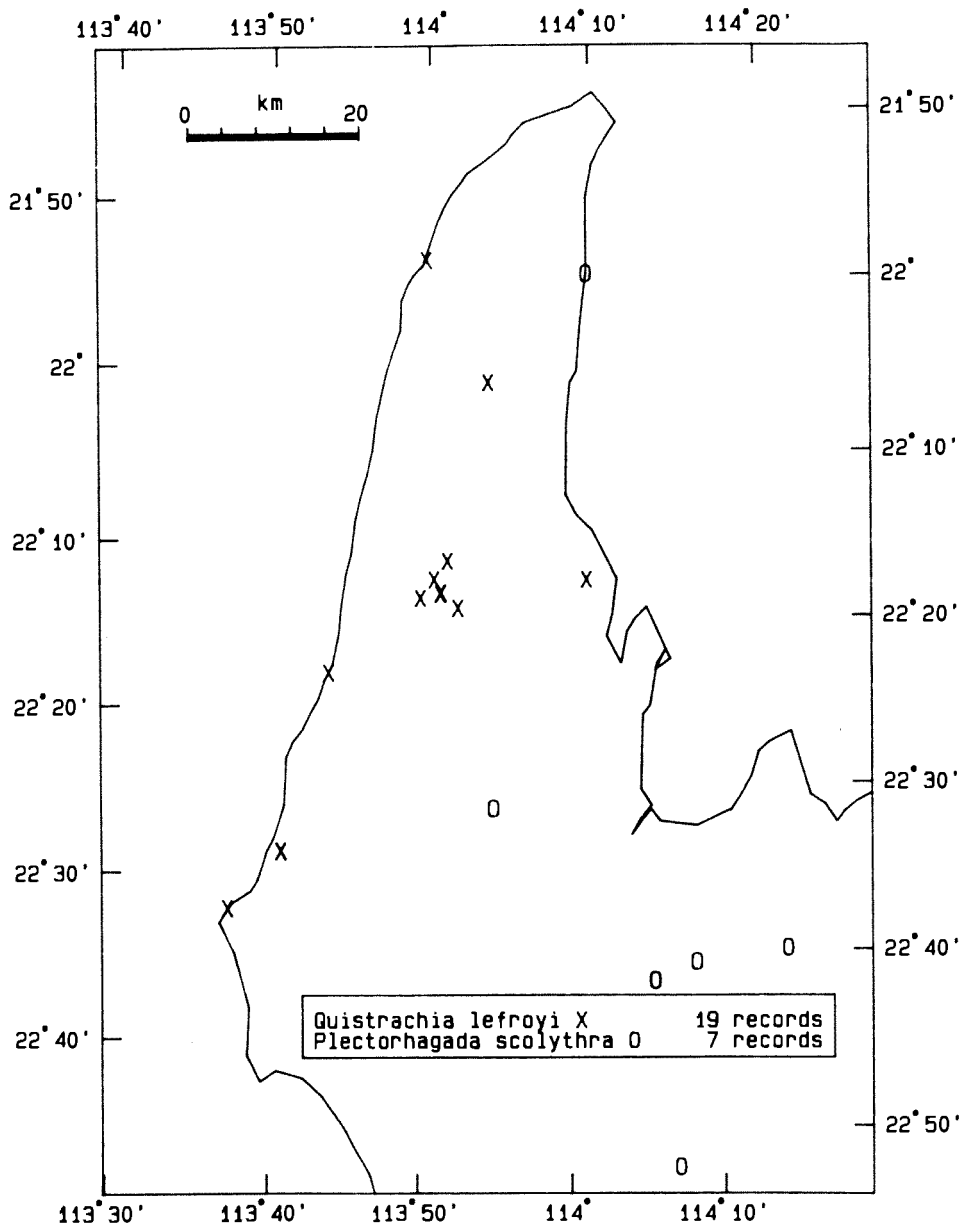 113° 40' 113° 50' 114° 114° 10' 114° 20'
km
0 20
21° 50'
21° 50'
22°
22°
22° 10'
22° 10'
22° 20'
22° 20'
22° 30'
22° 30'
22° 40'
Quistrachia lefroyi X 19 records
Plectorhagada scolythra O 7 records
22° 40'
22° 50'
113° 30' 113° 40' 113° 50' 114° 114° 10'